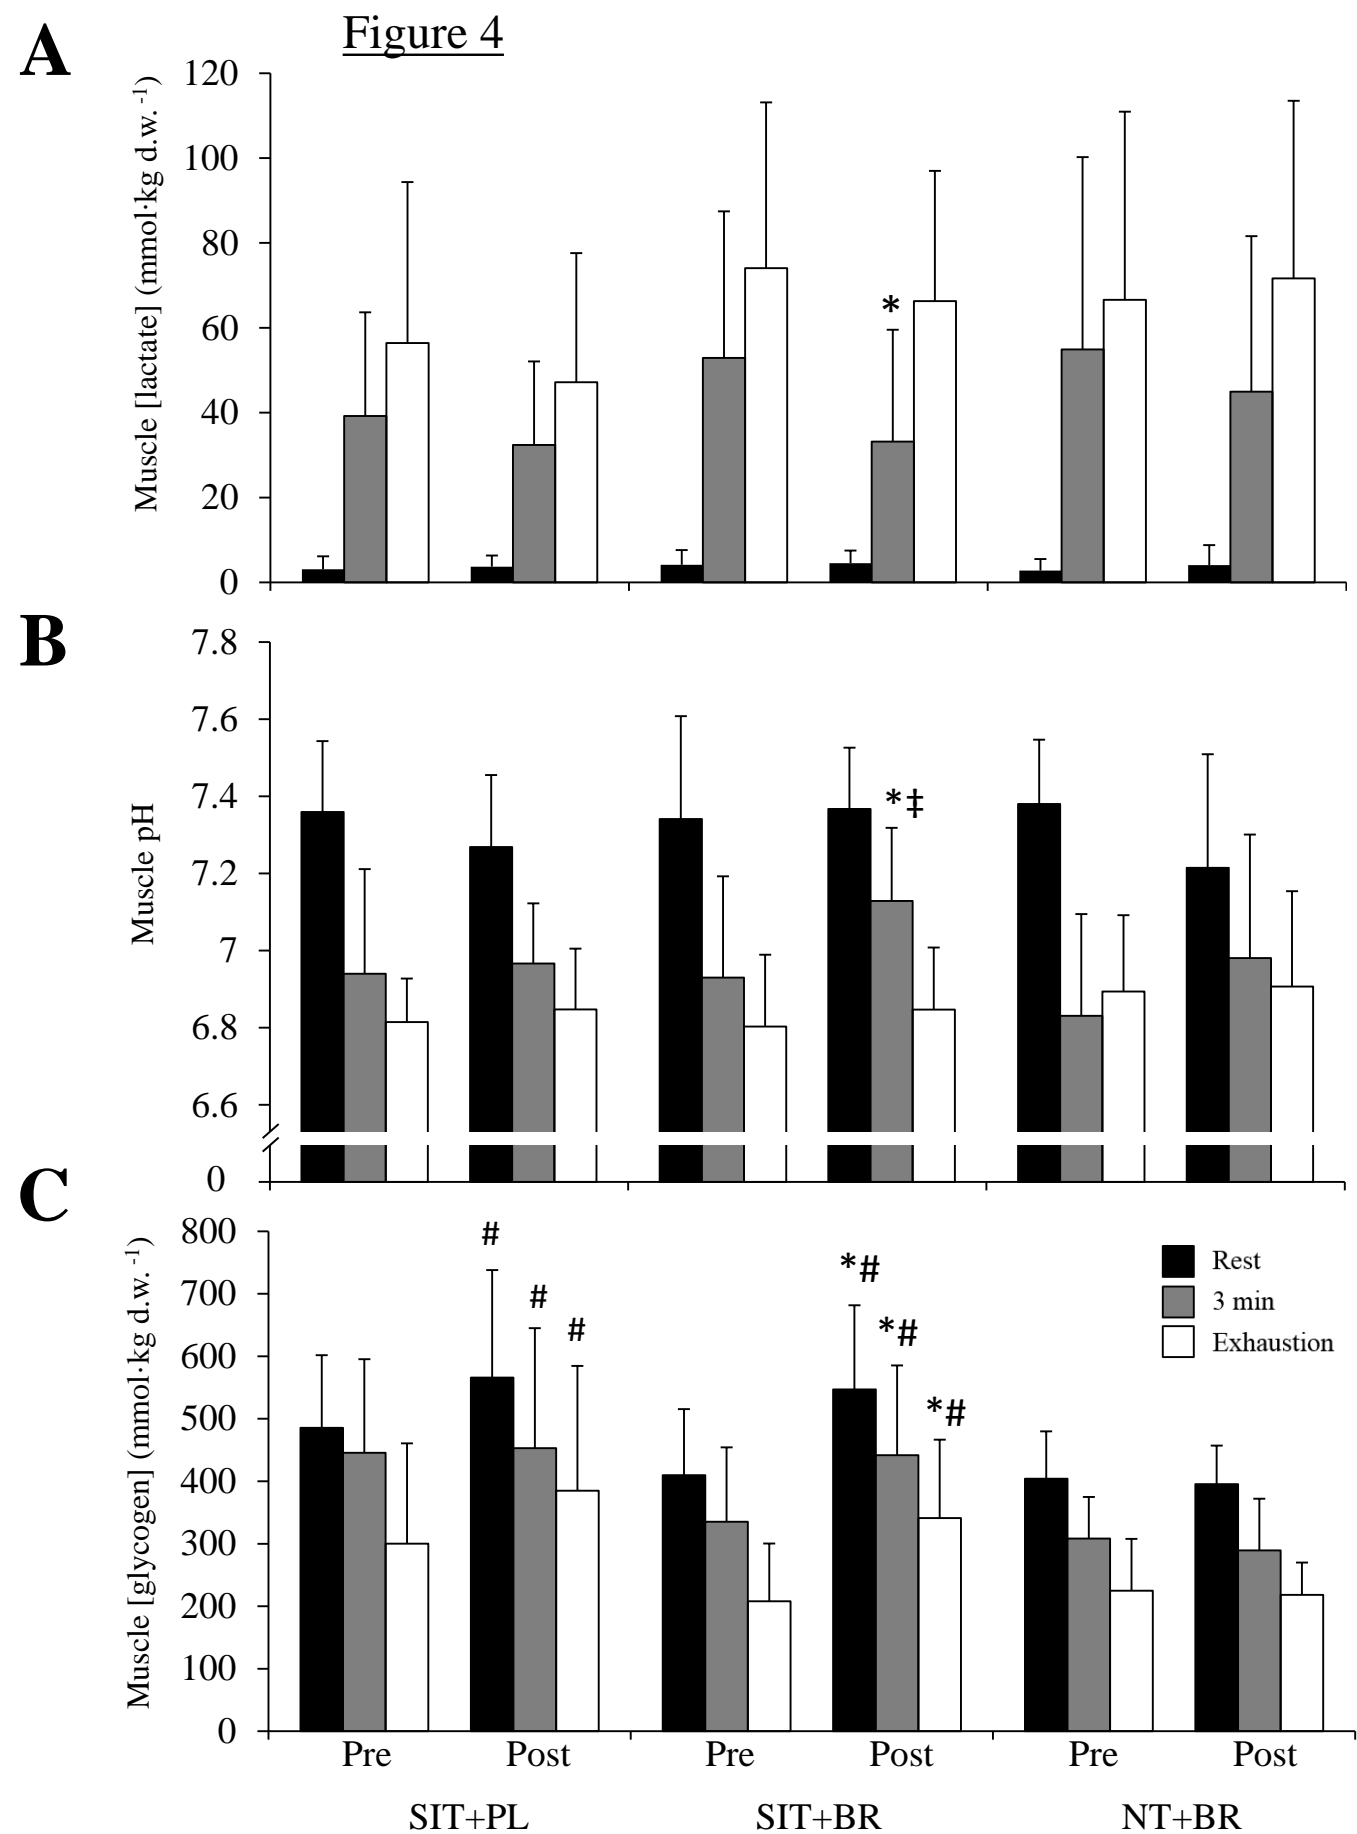 Figure 4
A
Muscle [lactate] (mmol·kg d.w. -1)
120
100
80
60
40
20
0
*
B
Muscle pH
7.8
7.6
7.4
7.2
7
6.8
6.6
0
*‡
C
Muscle [glycogen] (mmol·kg d.w. -1)
800
700
600
500
400
300
200
100
0
#
#
#
*#
*#
*#
Rest
3 min
Exhaustion
Pre Post Pre Post Pre Post
SIT+PL SIT+BR NT+BR